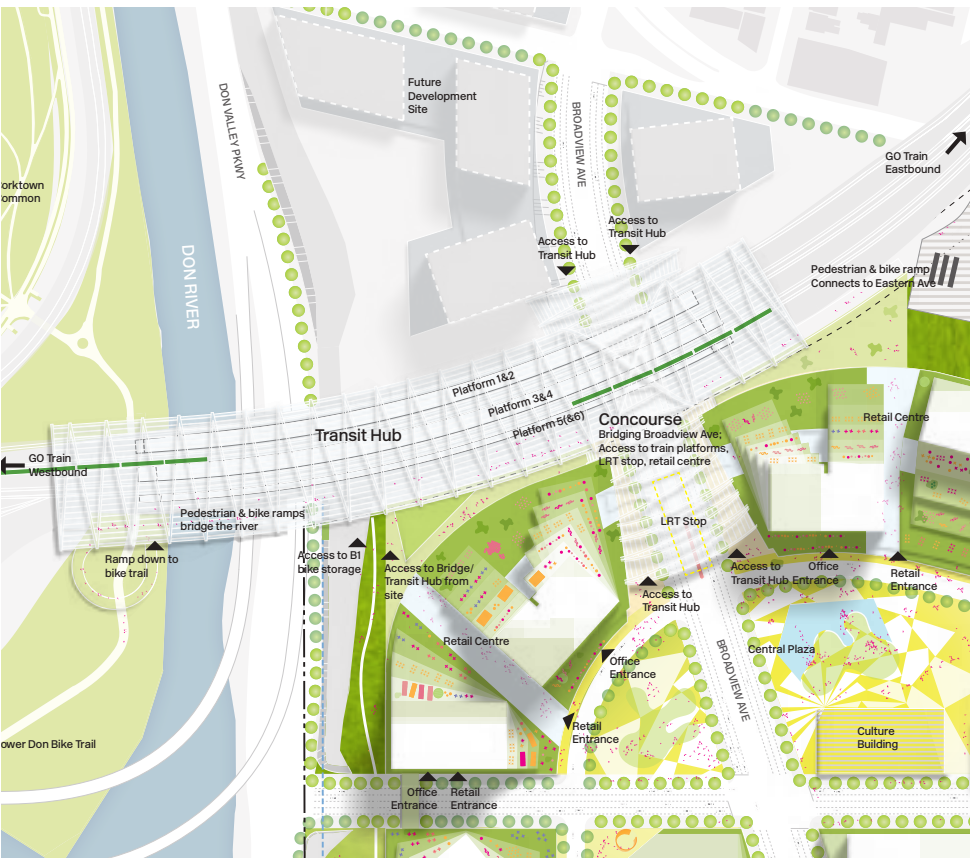 Future
Development
Site
DON VALLEY PKWY
BROADVIEW AVE
GO Train
Eastbound
orktown
ommon
Access to
Transit Hub
Access to
Transit Hub
DON RIVER
Pedestrian & bike ramp
Connects to Eastern Ave
Platform 1&2
Platform 3&4
Platform 5(&6)
Transit Hub
Concourse
Bridging Broadview Ave;
Access to train platforms,
LRT stop, retail centre
Retail Centre
GO Train
Westbound
Pedestrian & bike ramps
bridge the river
LRT Stop
Ramp down to
bike trail
Access to B1
bike storage
Access to Bridge/
Transit Hub from
site
Access to
Transit Hub
Office
Entrance
Retail
Entrance
Access to
Transit Hub
Retail Centre
Central Plaza
Office
Entrance
BROADVIEW AVE
Retail
Entrance
Culture
Building
ower Don Bike Trail
Office
Entrance
Retail
Entrance